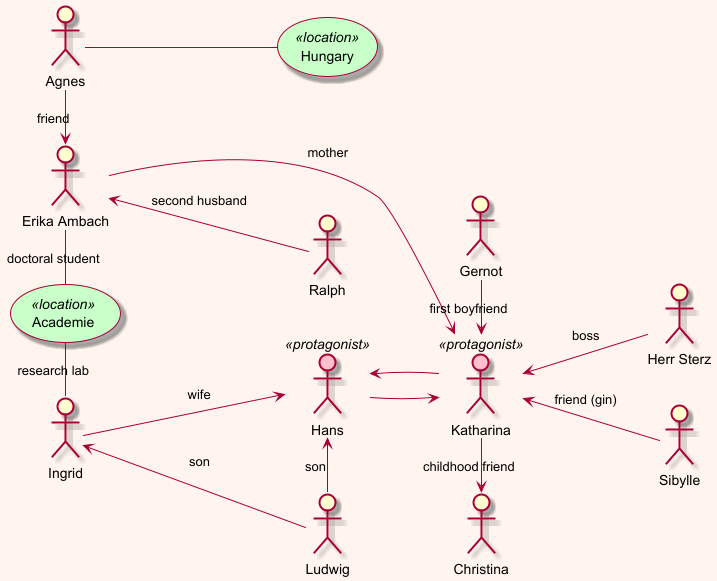 «location»
Hungary
Agnes
friend
mother
Erika Ambach
second husband
doctoral student
Ralph
Gernot
«location»
Academie
first boyfriend
boss
Herr Sterz
«protagonist»
«protagonist»
research lab
wife
Hans
Katharina
friend (gin)
Ingrid
son
son
childhood friend
Sibylle
Ludwig
Christina